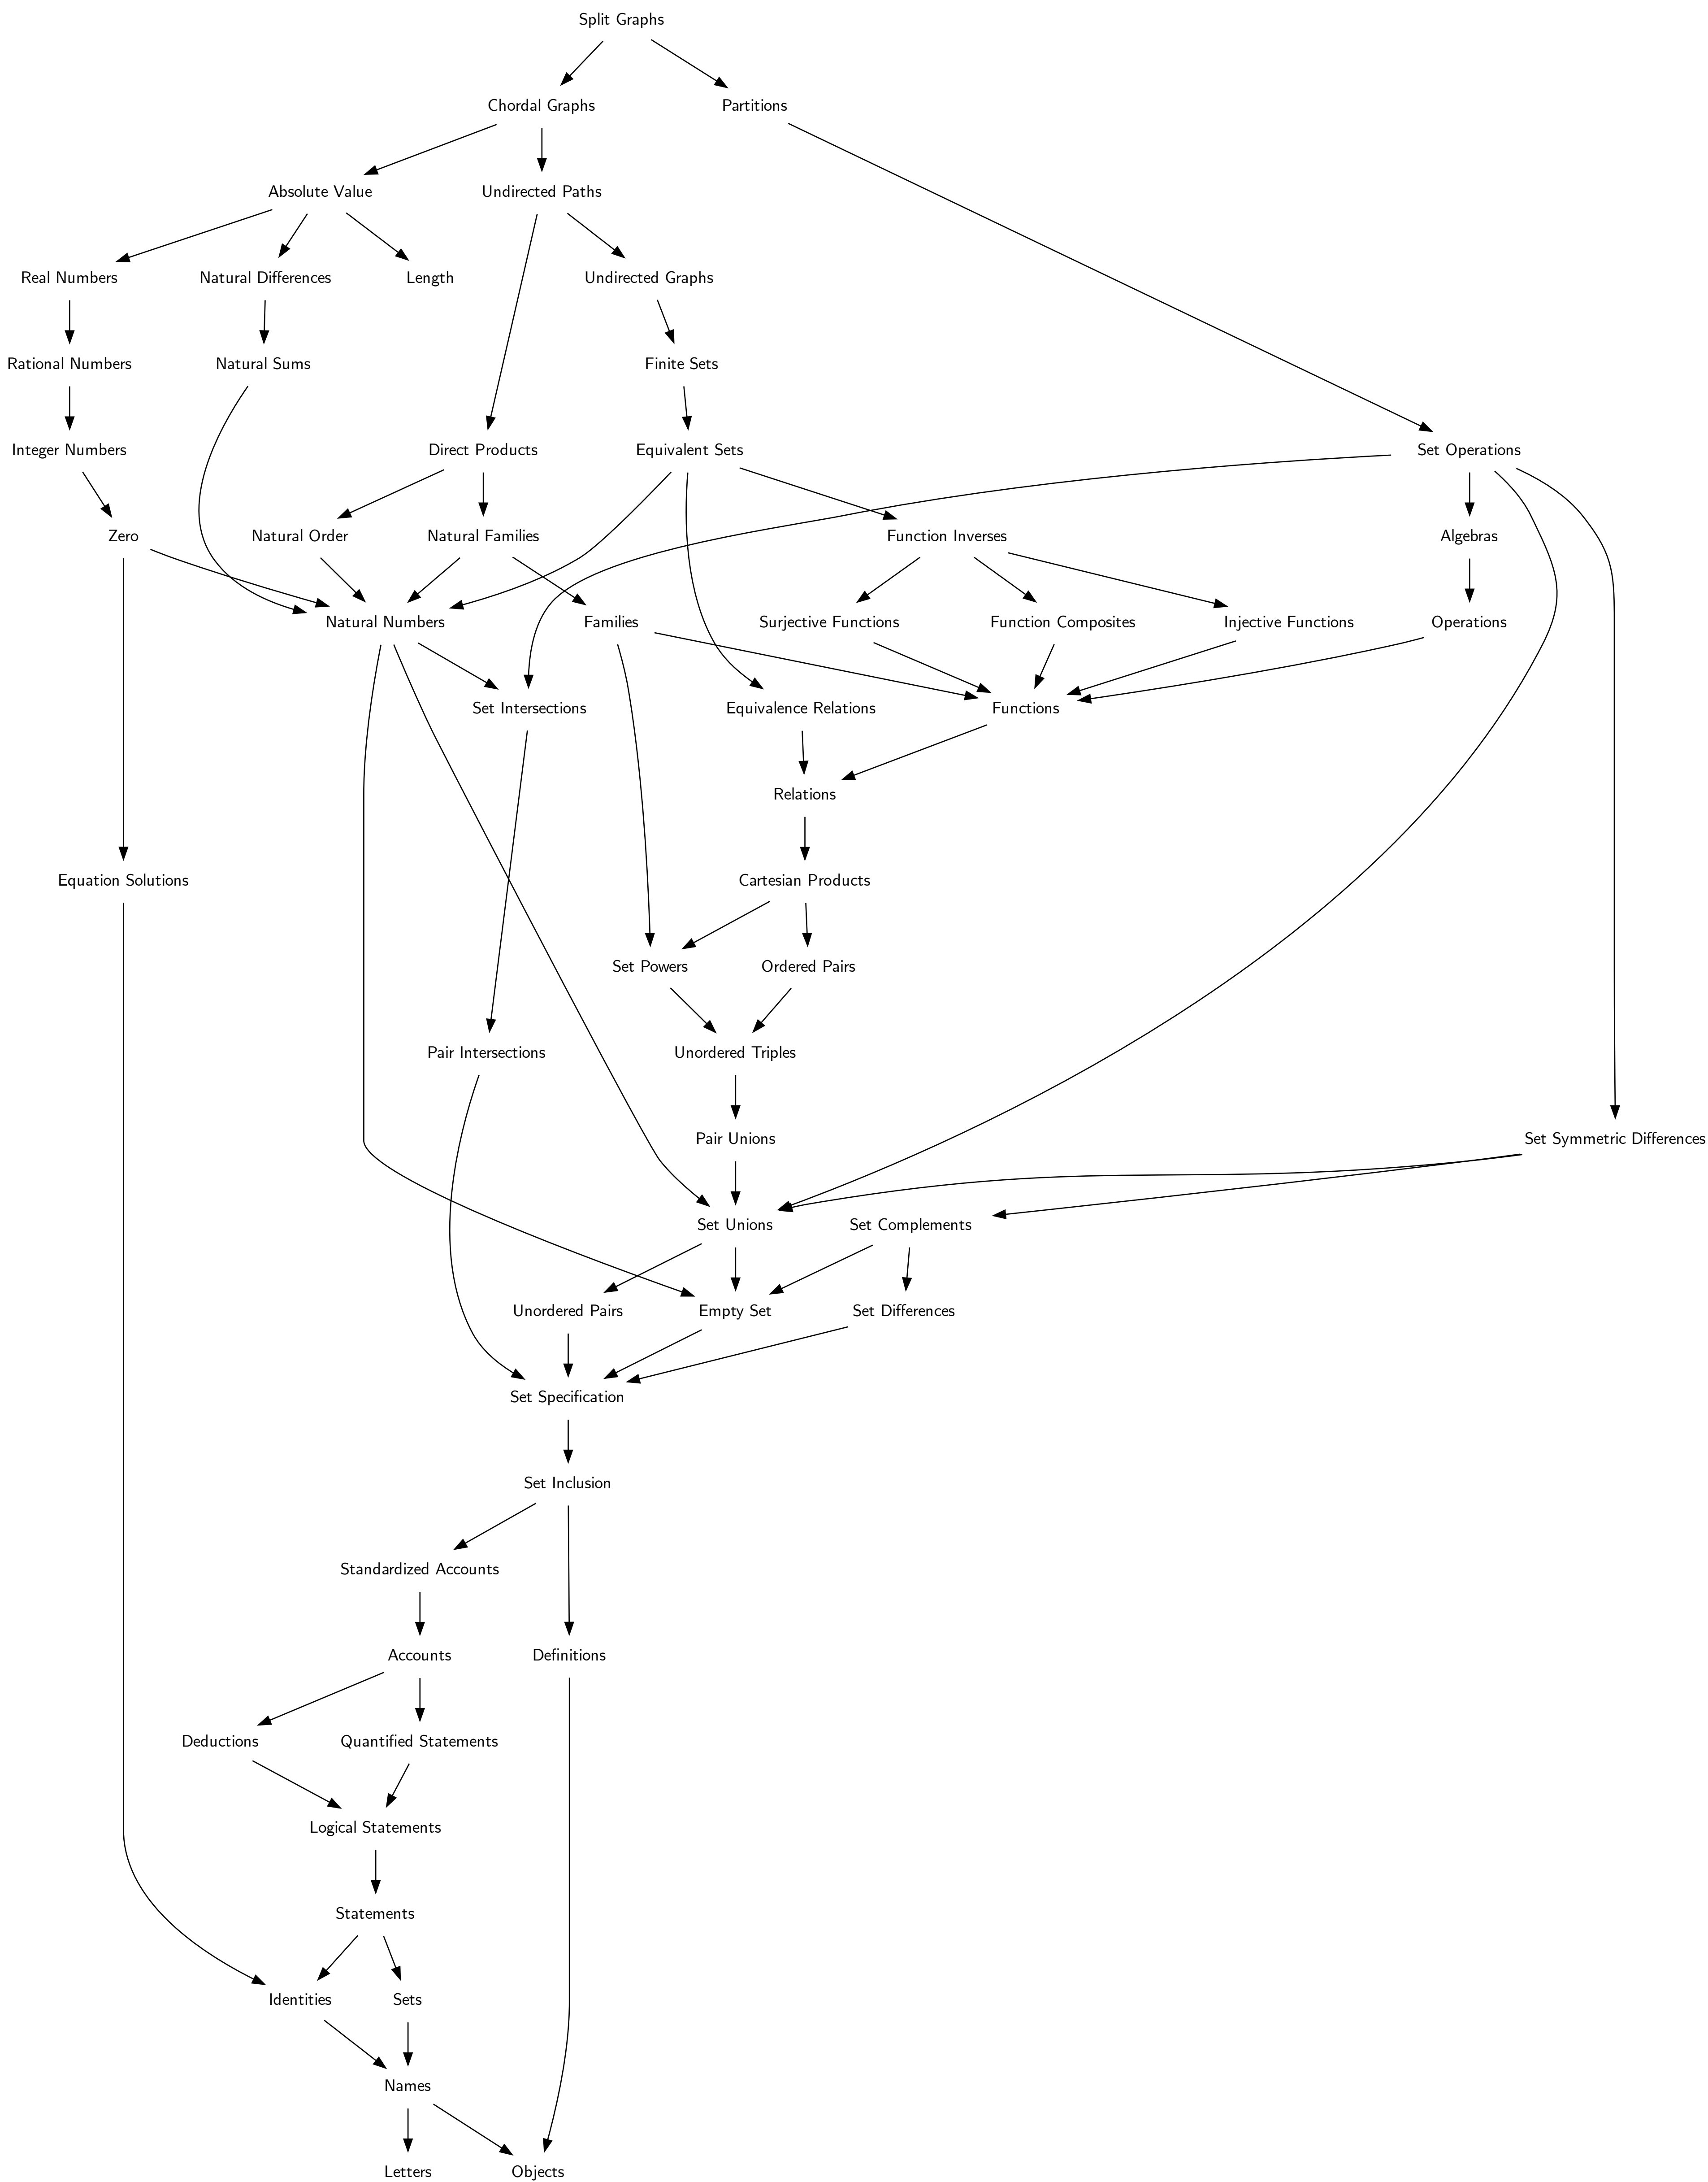 Split Graphs
Chordal Graphs
Partitions
Absolute Value
Undirected Paths
Real Numbers
Natural Differences
Length
Undirected Graphs
Rational Numbers
Natural Sums
Finite Sets
Integer Numbers
Direct Products
Equivalent Sets
Set Operations
Zero
Natural Order
Natural Families
Function Inverses
Algebras
Natural Numbers
Families
Surjective Functions
Function Composites
Injective Functions
Operations
Set Intersections
Equivalence Relations
Functions
Relations
Equation Solutions
Cartesian Products
Set Powers
Ordered Pairs
Pair Intersections
Unordered Triples
Pair Unions
Set Symmetric Differences
Set Unions
Set Complements
Unordered Pairs
Empty Set
Set Differences
Set Specification
Set Inclusion
Standardized Accounts
Accounts
Definitions
Deductions
Quantified Statements
Logical Statements
Statements
Identities
Sets
Names
Letters
Objects